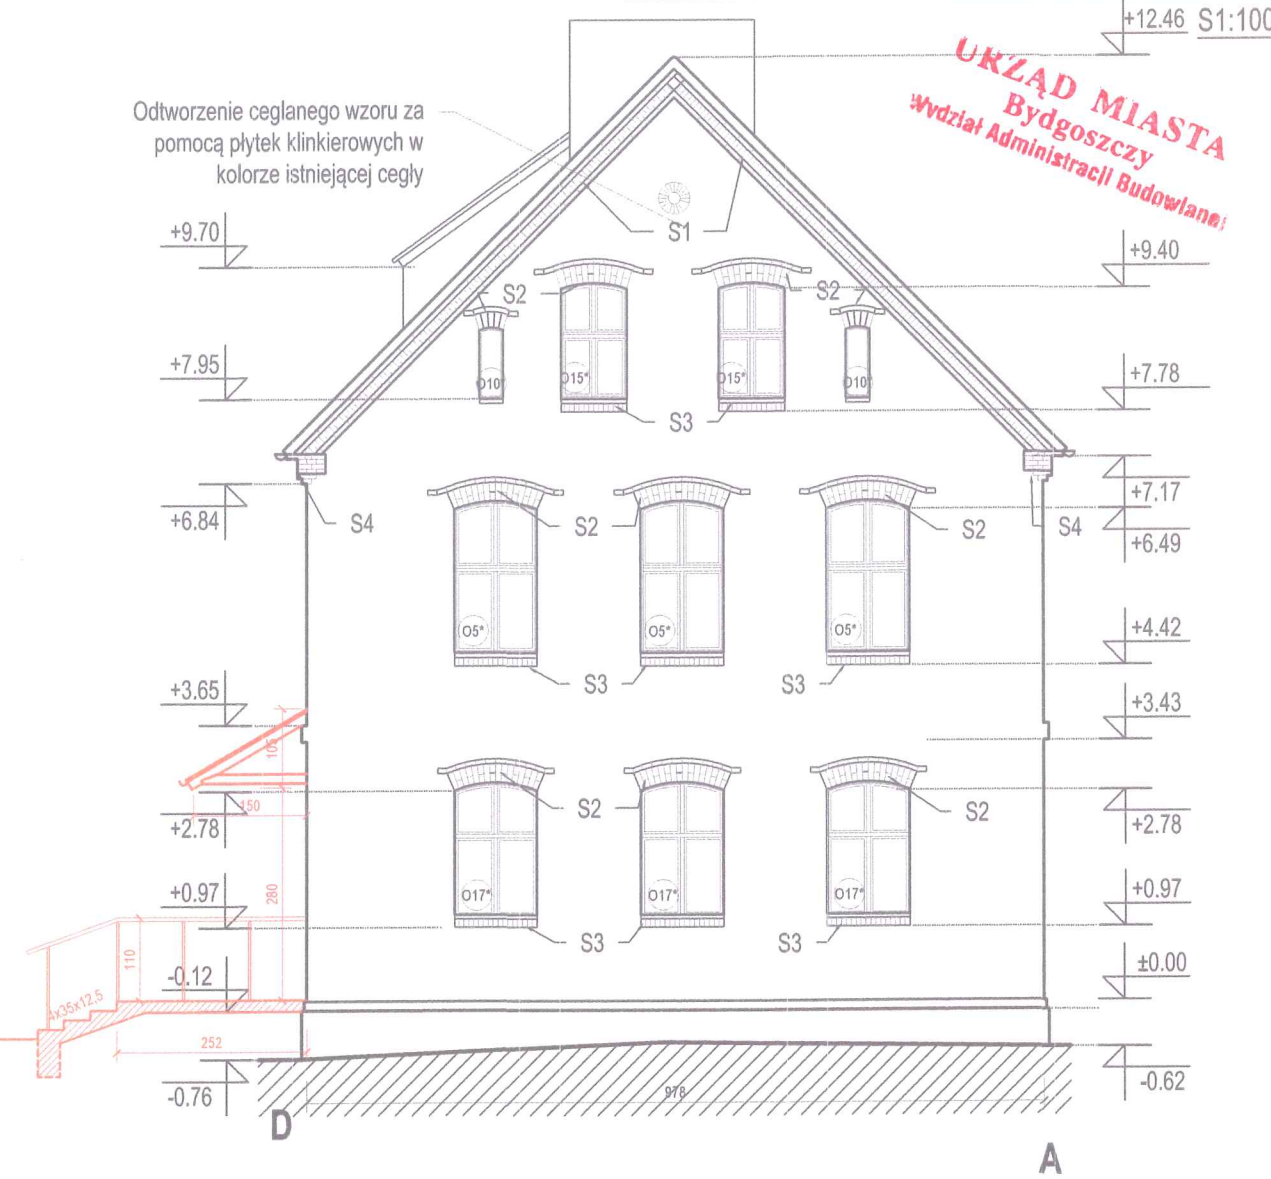 +12.46 S1:100
URZĄD MIASTA
Bydgoszczy
Wydział Administracji Budowlanej
Odtworzenie ceglanego wzoru za
pomocą płytek klinkierowych w
kolorze istniejącej cegły
+9.70
S1
+9.40
S2
S2
+7.95
O10
O15*
O15*
O10
+7.78
S3
+7.17
+6.84
S4
S2
S2
S4
+6.49
O5*
O5*
O5*
+4.42
S3
S3
+3.65
+3.43
105
150
+2.78
S2
S2
+2.78
280
+0.97
O17*
O17*
O17*
+0.97
S3
S3
110
-0.12
±0.00
4x35x12,5
252
-0.76
978
-0.62
D
A